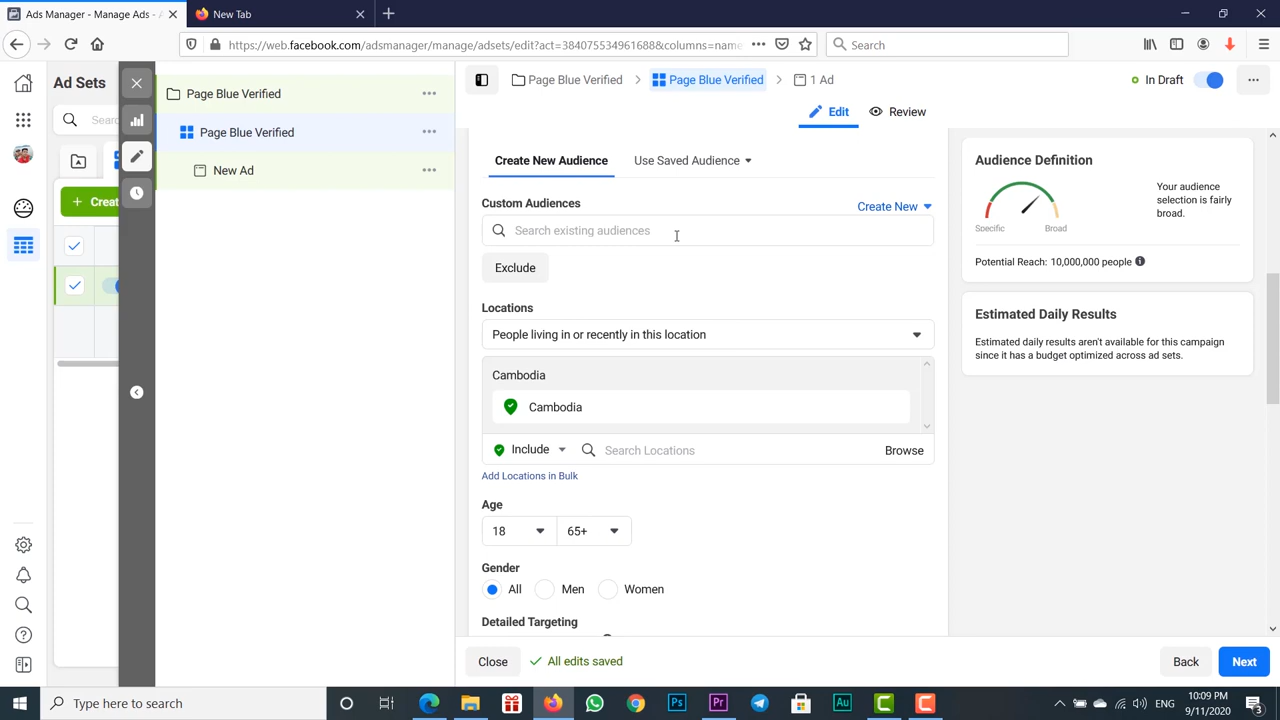 Ads Manager - Manage Ads -
New Tab
https://web.facebook.com/adsmanager/manage/adsets/edit?act=384075534961688&columns=name
Search
Ad Sets
Page Blue Verified
Page Blue Verified
1 Ad
In Draft
Page Blue Verified
Edit
Review
Searc
Page Blue Verified
Audience Definition
Create New Audience
Use Saved Audience
New Ad
Your audience selection is fairly broad.
Creat
Custom Audiences
Create New
Specific
Broad
Search existing audiences
Potential Reach: 10,000,000 people
Exclude
Locations
Estimated Daily Results
People living in or recently in this location
Estimated daily results aren't available for this campaign
since it has a budget optimized across ad sets.
Cambodia
Cambodia
Include
Search Locations
Browse
Add Locations in Bulk
Age
18
65+
Gender
All
Men
Women
Detailed Targeting
Close
All edits saved
Back
Next
Type here to search
Ps
Pr
Au
C
C
ENG
10:09 PM
9/11/2020
3